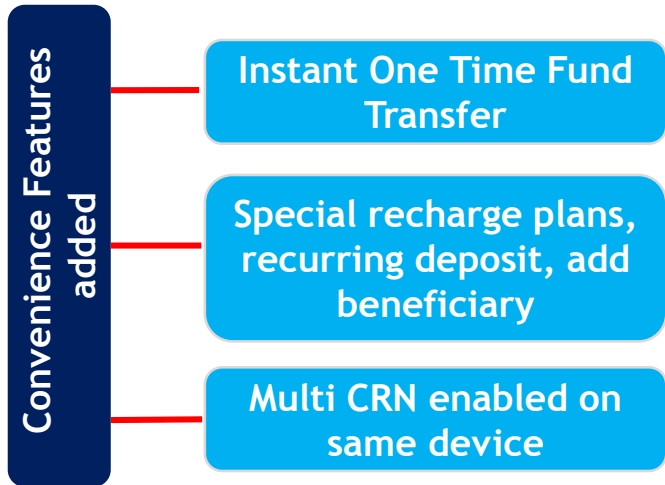 Convenience Features
added
Instant One Time Fund
Transfer
Special recharge plans,
recurring deposit, add
beneficiary
Multi CRN enabled on
same device